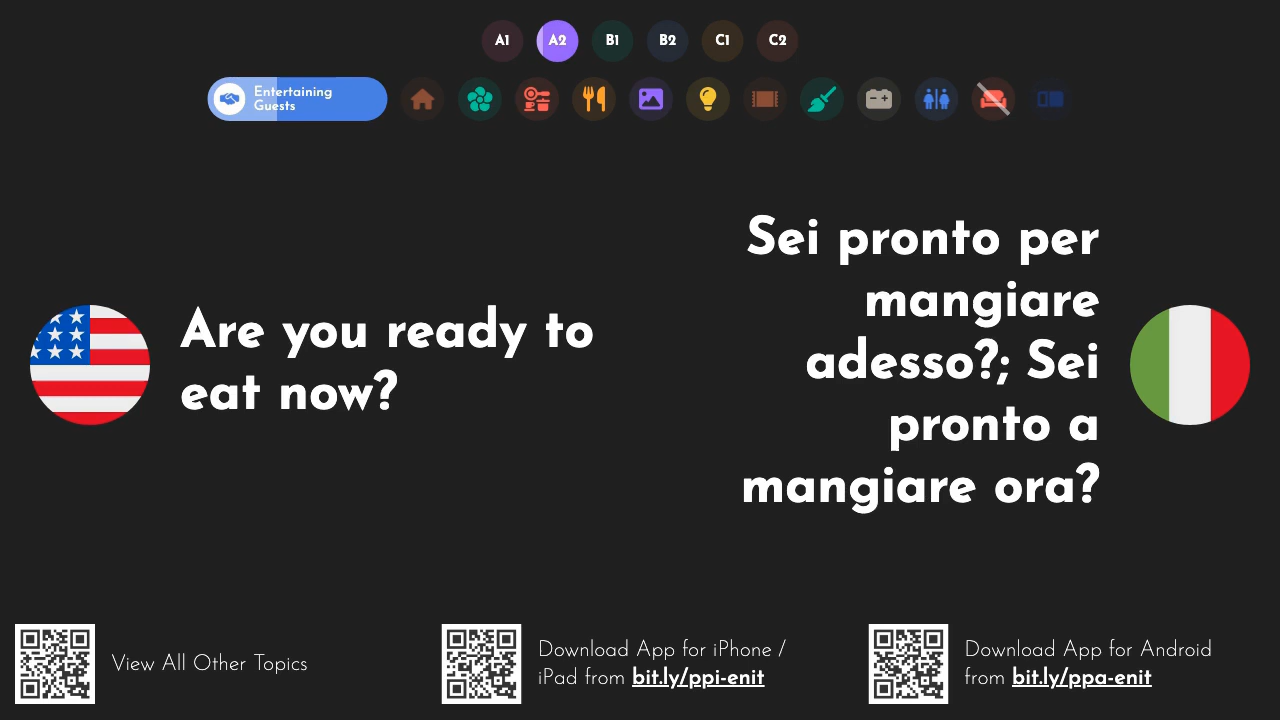 A1 A2 B1 B2 C1 C2
Entertaining
Guests
Are you ready to
eat now?
Sei pronto per
mangiare
adesso?; Sei
pronto a
mangiare ora?
View All Other Topics
Download App for iPhone /
iPad from bit.ly/ppi-enit
Download App for Android
from bit.ly/ppa-enit